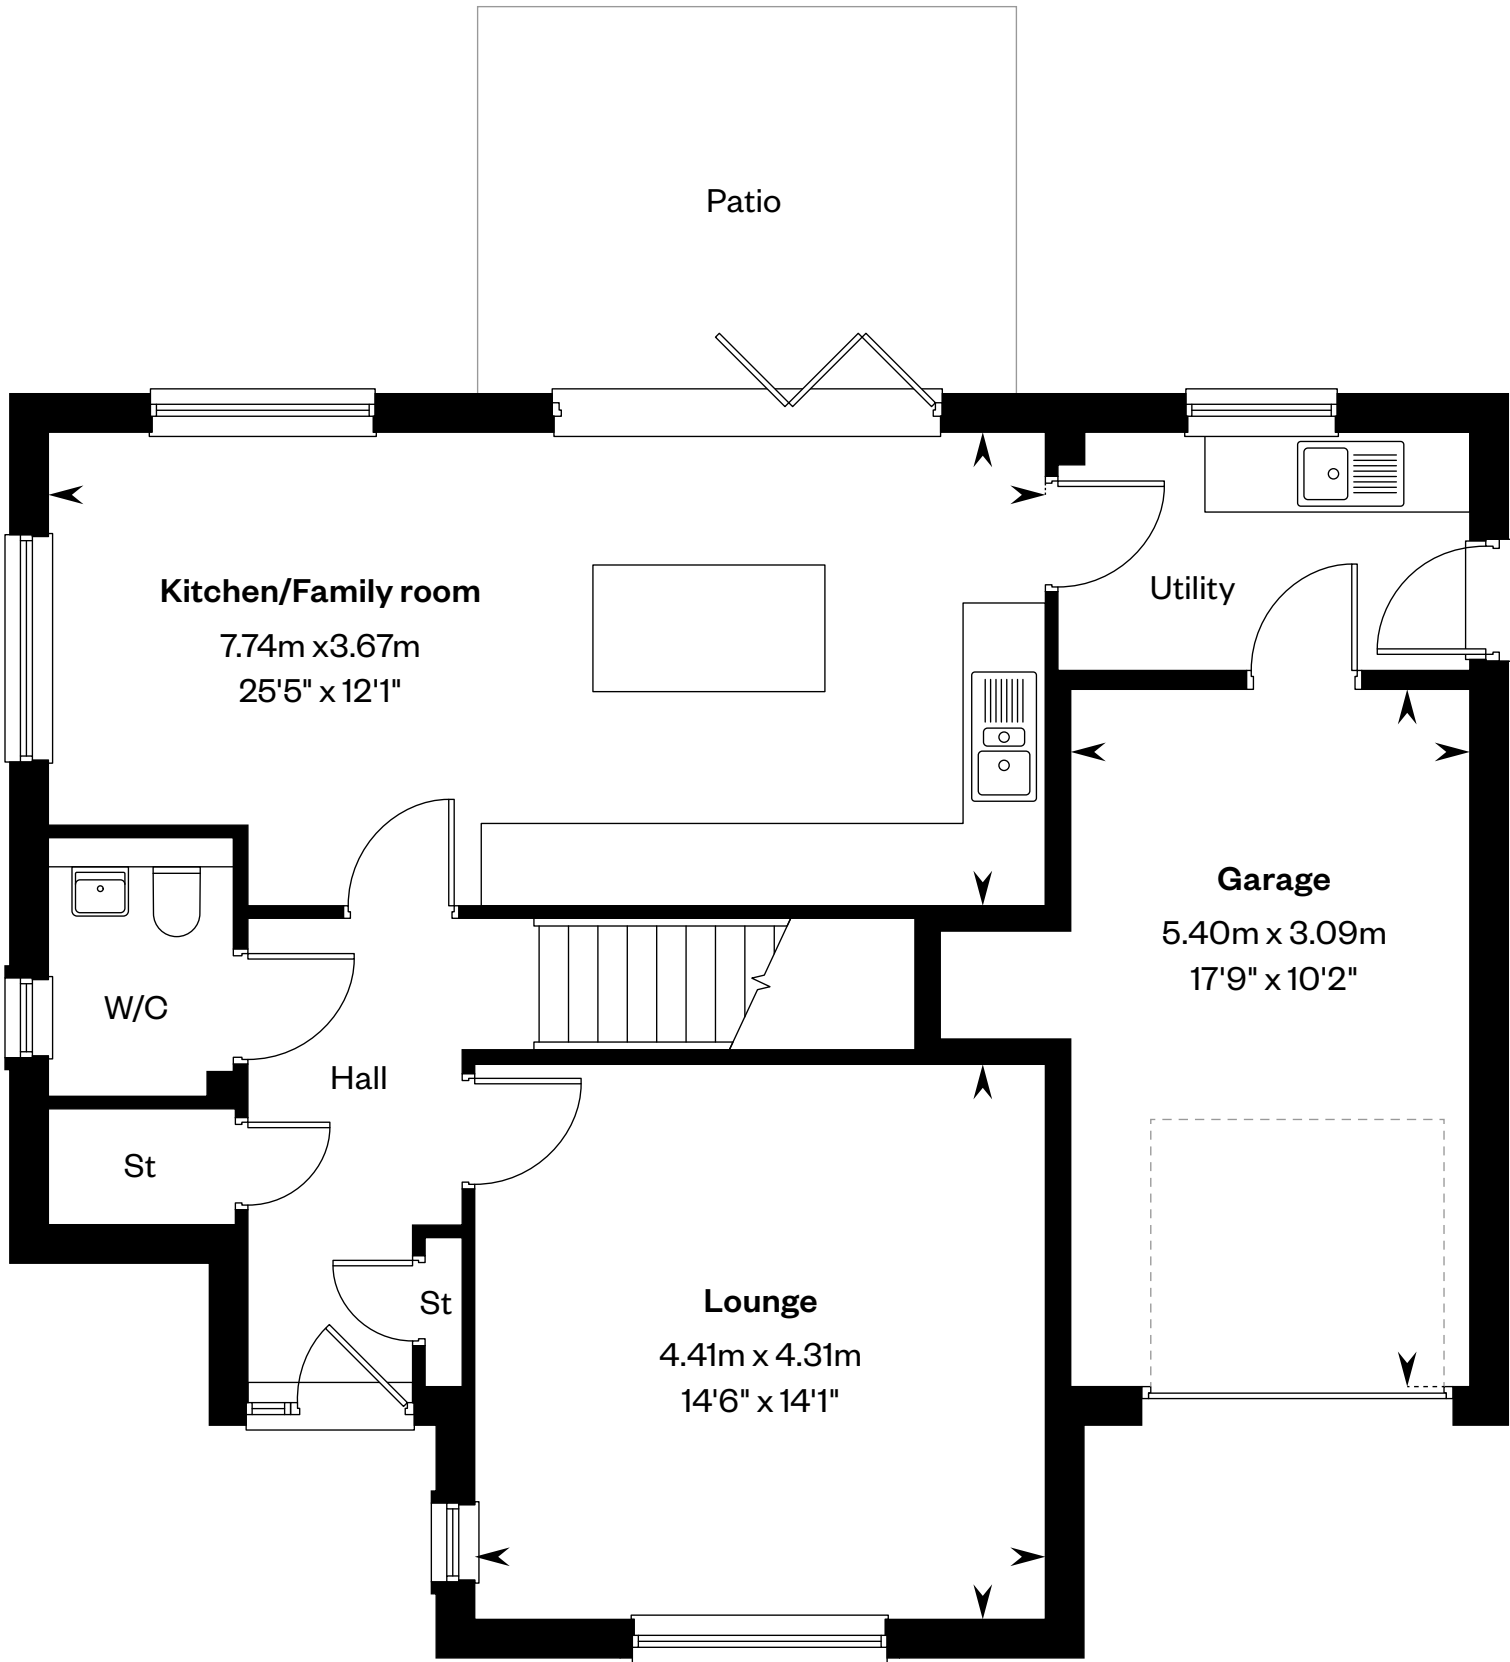 Patio
Kitchen/Family room
7.74m x3.67m
25'5" x 12'1"
Utility
Garage
5.40m x 3.09m
17'9" x 10'2"
W/C
Hall
St
St
Lounge
4.41m x 4.31m
14'6" x 14'1"